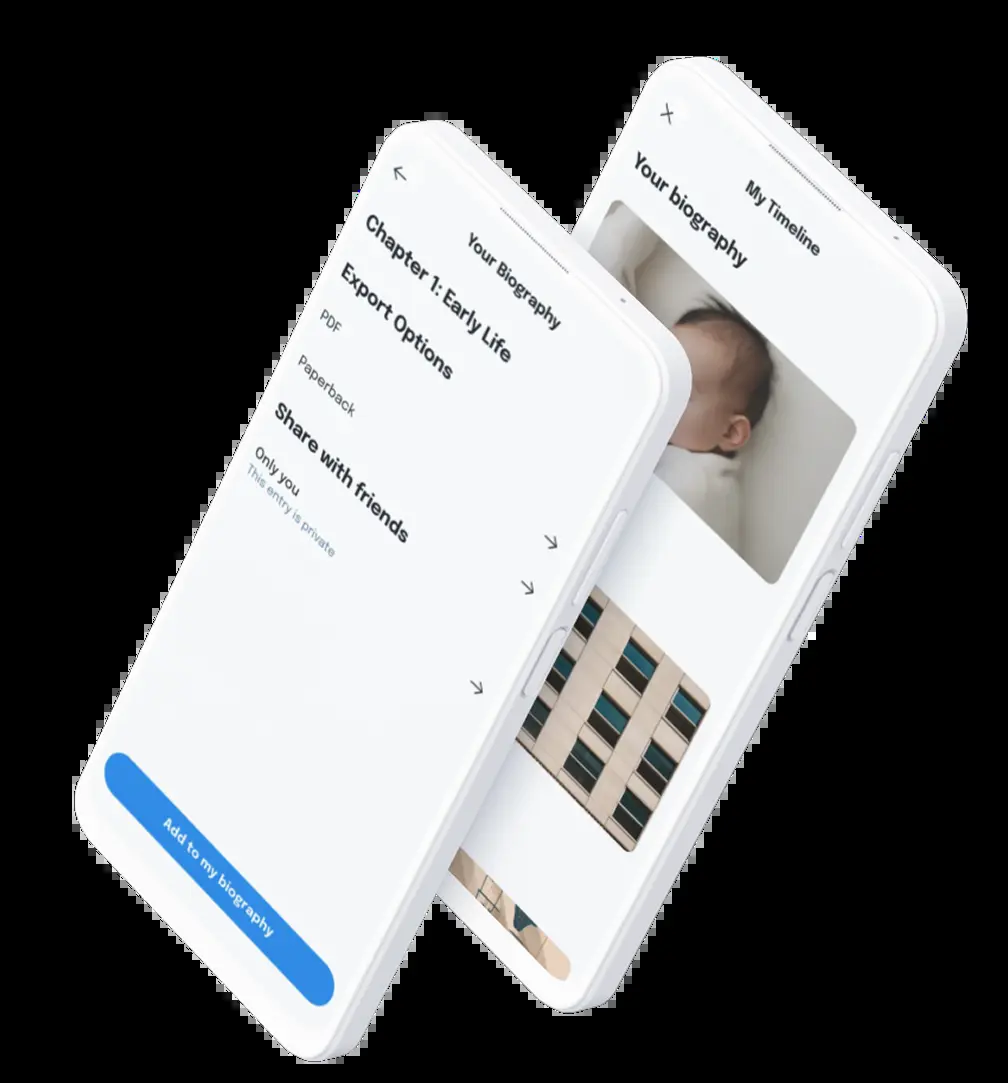 Your Biography
Chapter 1: Early Life
Export Options
PDF
Paperback
Share with friends
Only you
This entry is private
Add to my biography
My Timeline
Your biography